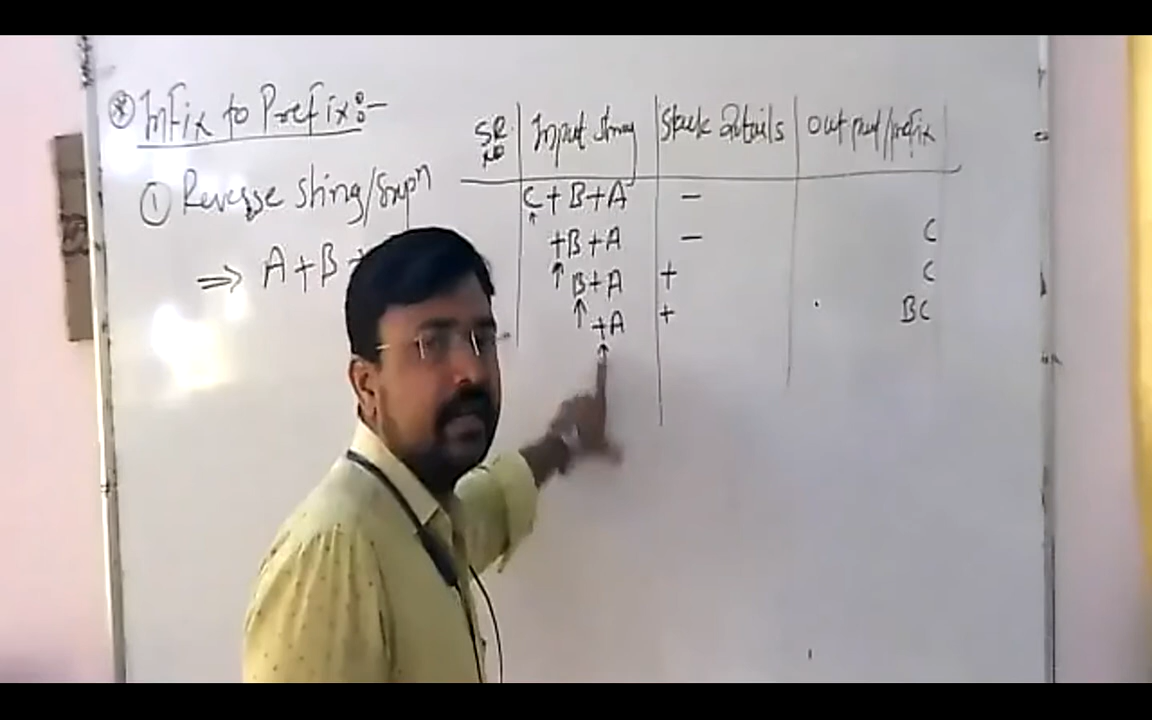 * Infix to Prefix:-
① Reverse string/Expn
⇒ A+B+
SR NO | Input string | Stack Details | output/prefix
C+B+A | – |
+B+A | – | C
B+A | + | C
+A | + | BC